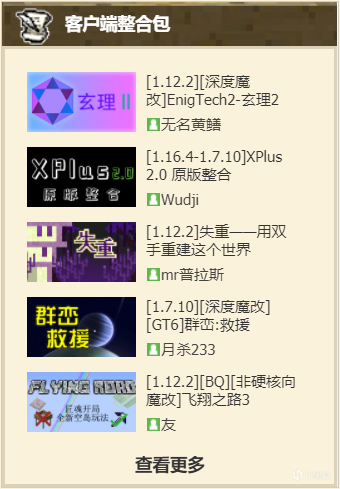 客户端整合包
玄理 II
[1.12.2][深度魔
改]EnigTech2-玄理2
无名黄鳝
XPlus2.0
原版整合
[1.16.4-1.7.10]XPlus
2.0 原版整合
Wudji
失重
[1.12.2]失重——用双
手重建这个世界
mr普拉斯
群峦
救援
[1.7.10][深度魔改]
[GT6]群峦:救援
月杀233
FLYING ROAD
匠魂开局
全新空岛玩法
[1.12.2][BQ][非硬核向
魔改]飞翔之路3
友
查看更多